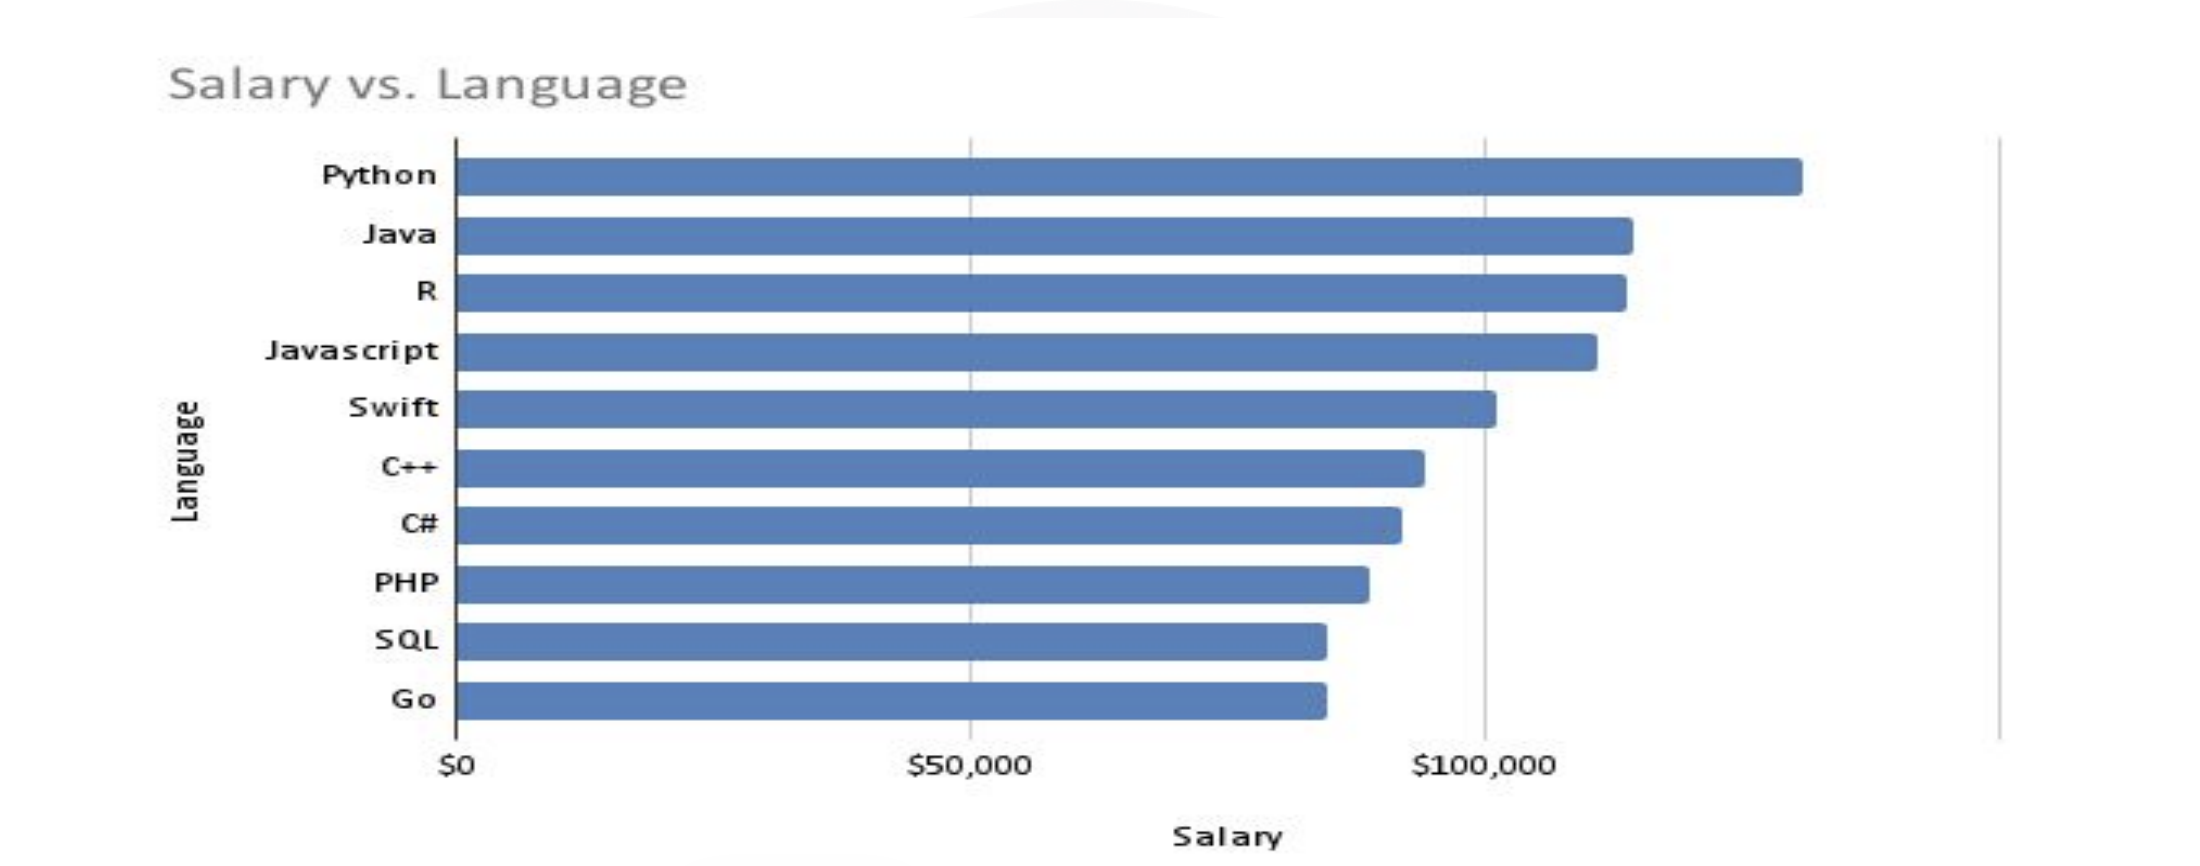 Salary vs. Language
Python
Java
R
Javascript
Swift
C++
C#
PHP
SQL
Go
Language
$0 $50,000 $100,000
Salary